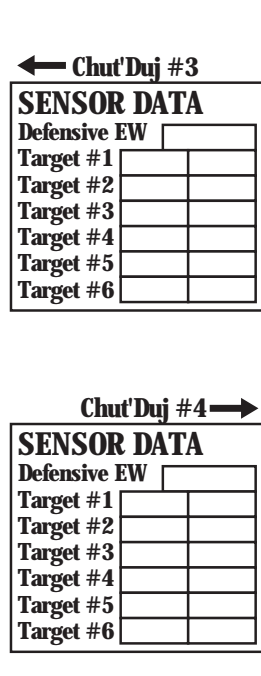 Chut'Duj #3
SENSOR DATA
Defensive EW
Target #1
Target #2
Target #3
Target #4
Target #5
Target #6
Chut'Duj #4
SENSOR DATA
Defensive EW
Target #1
Target #2
Target #3
Target #4
Target #5
Target #6